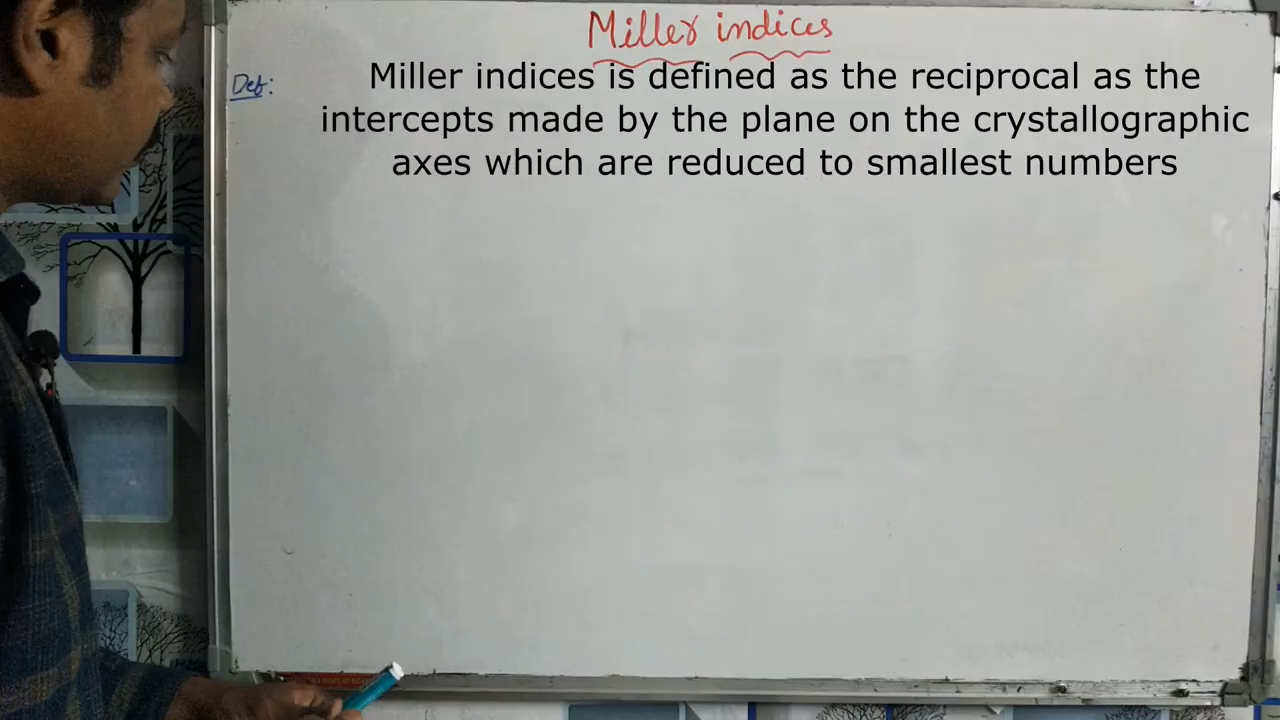 Miller indices
Def:
Miller indices is defined as the reciprocal as the
intercepts made by the plane on the crystallographic
axes which are reduced to smallest numbers